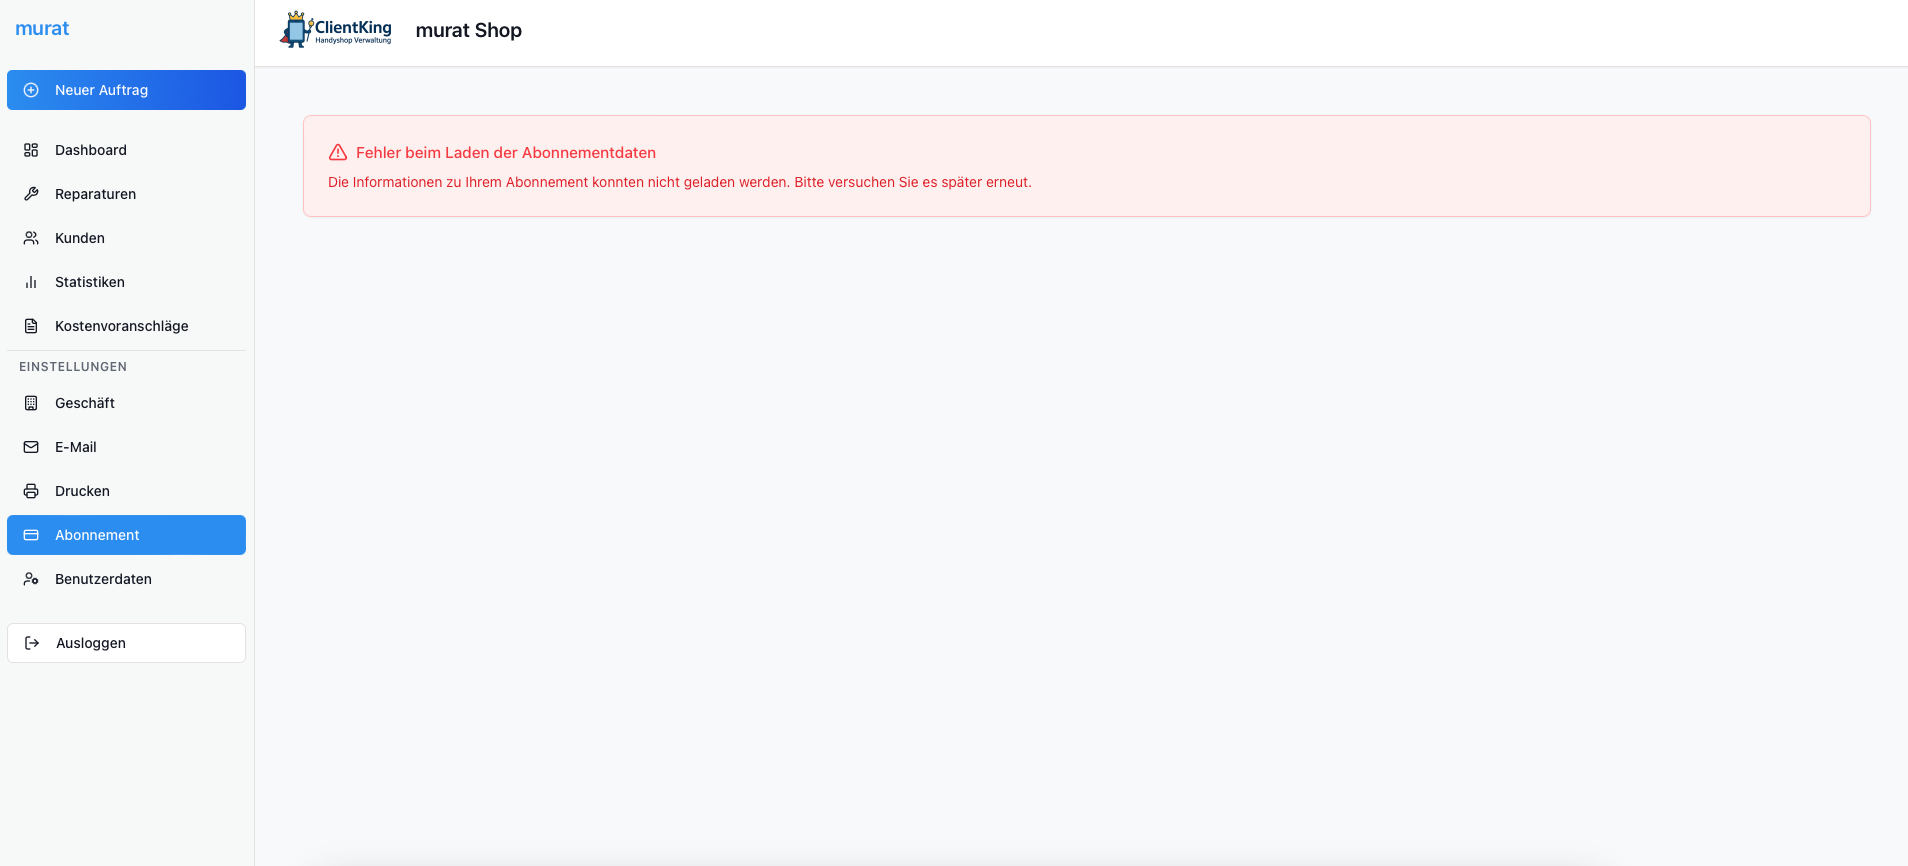 murat
ClientKing
Handyshop Verwaltung
murat Shop
Neuer Auftrag
Dashboard
Reparaturen
Kunden
Statistiken
Kostenvoranschläge
EINSTELLUNGEN
Geschäft
E-Mail
Drucken
Abonnement
Benutzerdaten
Ausloggen
Fehler beim Laden der Abonnementdaten
Die Informationen zu Ihrem Abonnement konnten nicht geladen werden. Bitte versuchen Sie es später erneut.